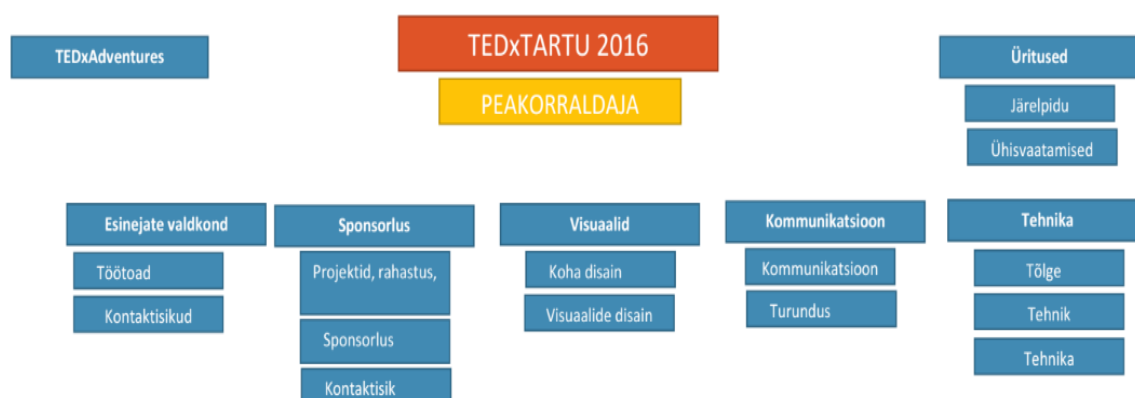 TEDxTARTU 2016
PEAKORRALDAJA
TEDxAdventures
Üritused
Järelpidu
Ühisvaatamised
Esinejate valdkond
Töötoad
Kontaktisikud
Sponsorlus
Projektid, rahastus,
Sponsorlus
Kontaktisik
Visuaalid
Koha disain
Visuaalide disain
Kommunikatsioon
Kommunikatsioon
Turundus
Tehnika
Tõlge
Tehnik
Tehnika